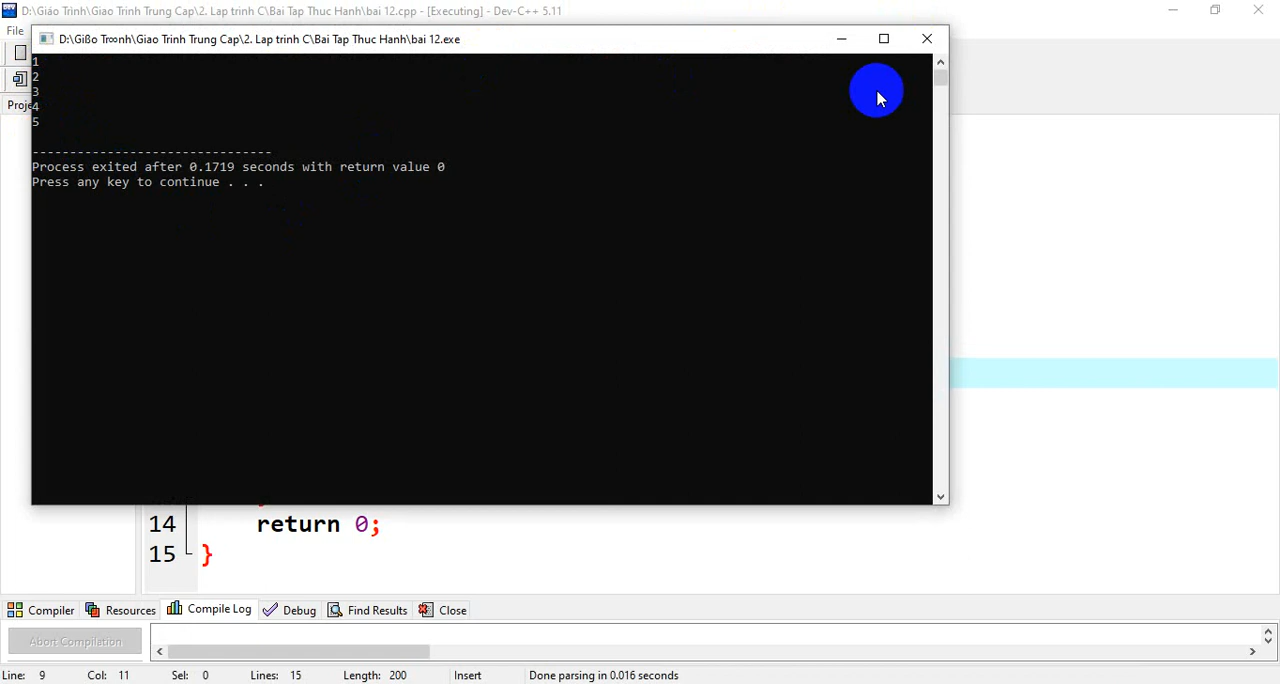 D:\Giáo Trình\Giao Trinh Trung Cap\2. Lap trinh C\Bai Tap Thuc Hanh\bai 12.cpp - [Executing] - Dev-C++ 5.11
File
D:\Gißo Tr∞nh\Giao Trinh Trung Cap\2. Lap trinh C\Bai Tap Thuc Hanh\bai 12.exe
Proje
1
2
3
4
5
--------------------------------
Process exited after 0.1719 seconds with return value 0
Press any key to continue . . .
14 return 0;
15 }
Compiler Resources Compile Log Debug Find Results Close
Abort Compilation
Line: 9 Col: 11 Sel: 0 Lines: 15 Length: 200 Insert Done parsing in 0.016 seconds